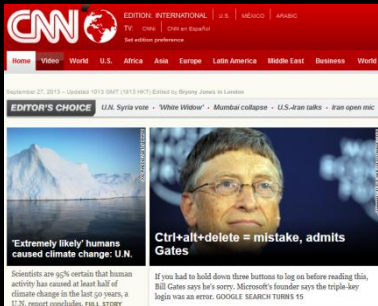 CNN
EDITION: INTERNATIONAL U.S. MÉXICO ARABIC
TV: CNNi CNN en Español
Set edition preference
Home Video World U.S. Africa Asia Europe Latin America Middle East Business World
September 27, 2013 -- Updated 1013 GMT (1813 HKT) Edited by Bryony Jones in London
EDITOR'S CHOICE U.N. Syria vote · 'White Widow' · Mumbai collapse · U.S.-Iran talks · Iran open mic
'Extremely likely' humans
caused climate change: U.N.
Scientists are 95% certain that human
activity has caused at least half of
climate change in the last 50 years, a
U.N. report concludes. FULL STORY
Ctrl+alt+delete = mistake, admits
Gates
If you had to hold down three buttons to log on before reading this,
Bill Gates says he's sorry. Microsoft's founder says the triple-key
login was an error. GOOGLE SEARCH TURNS 15